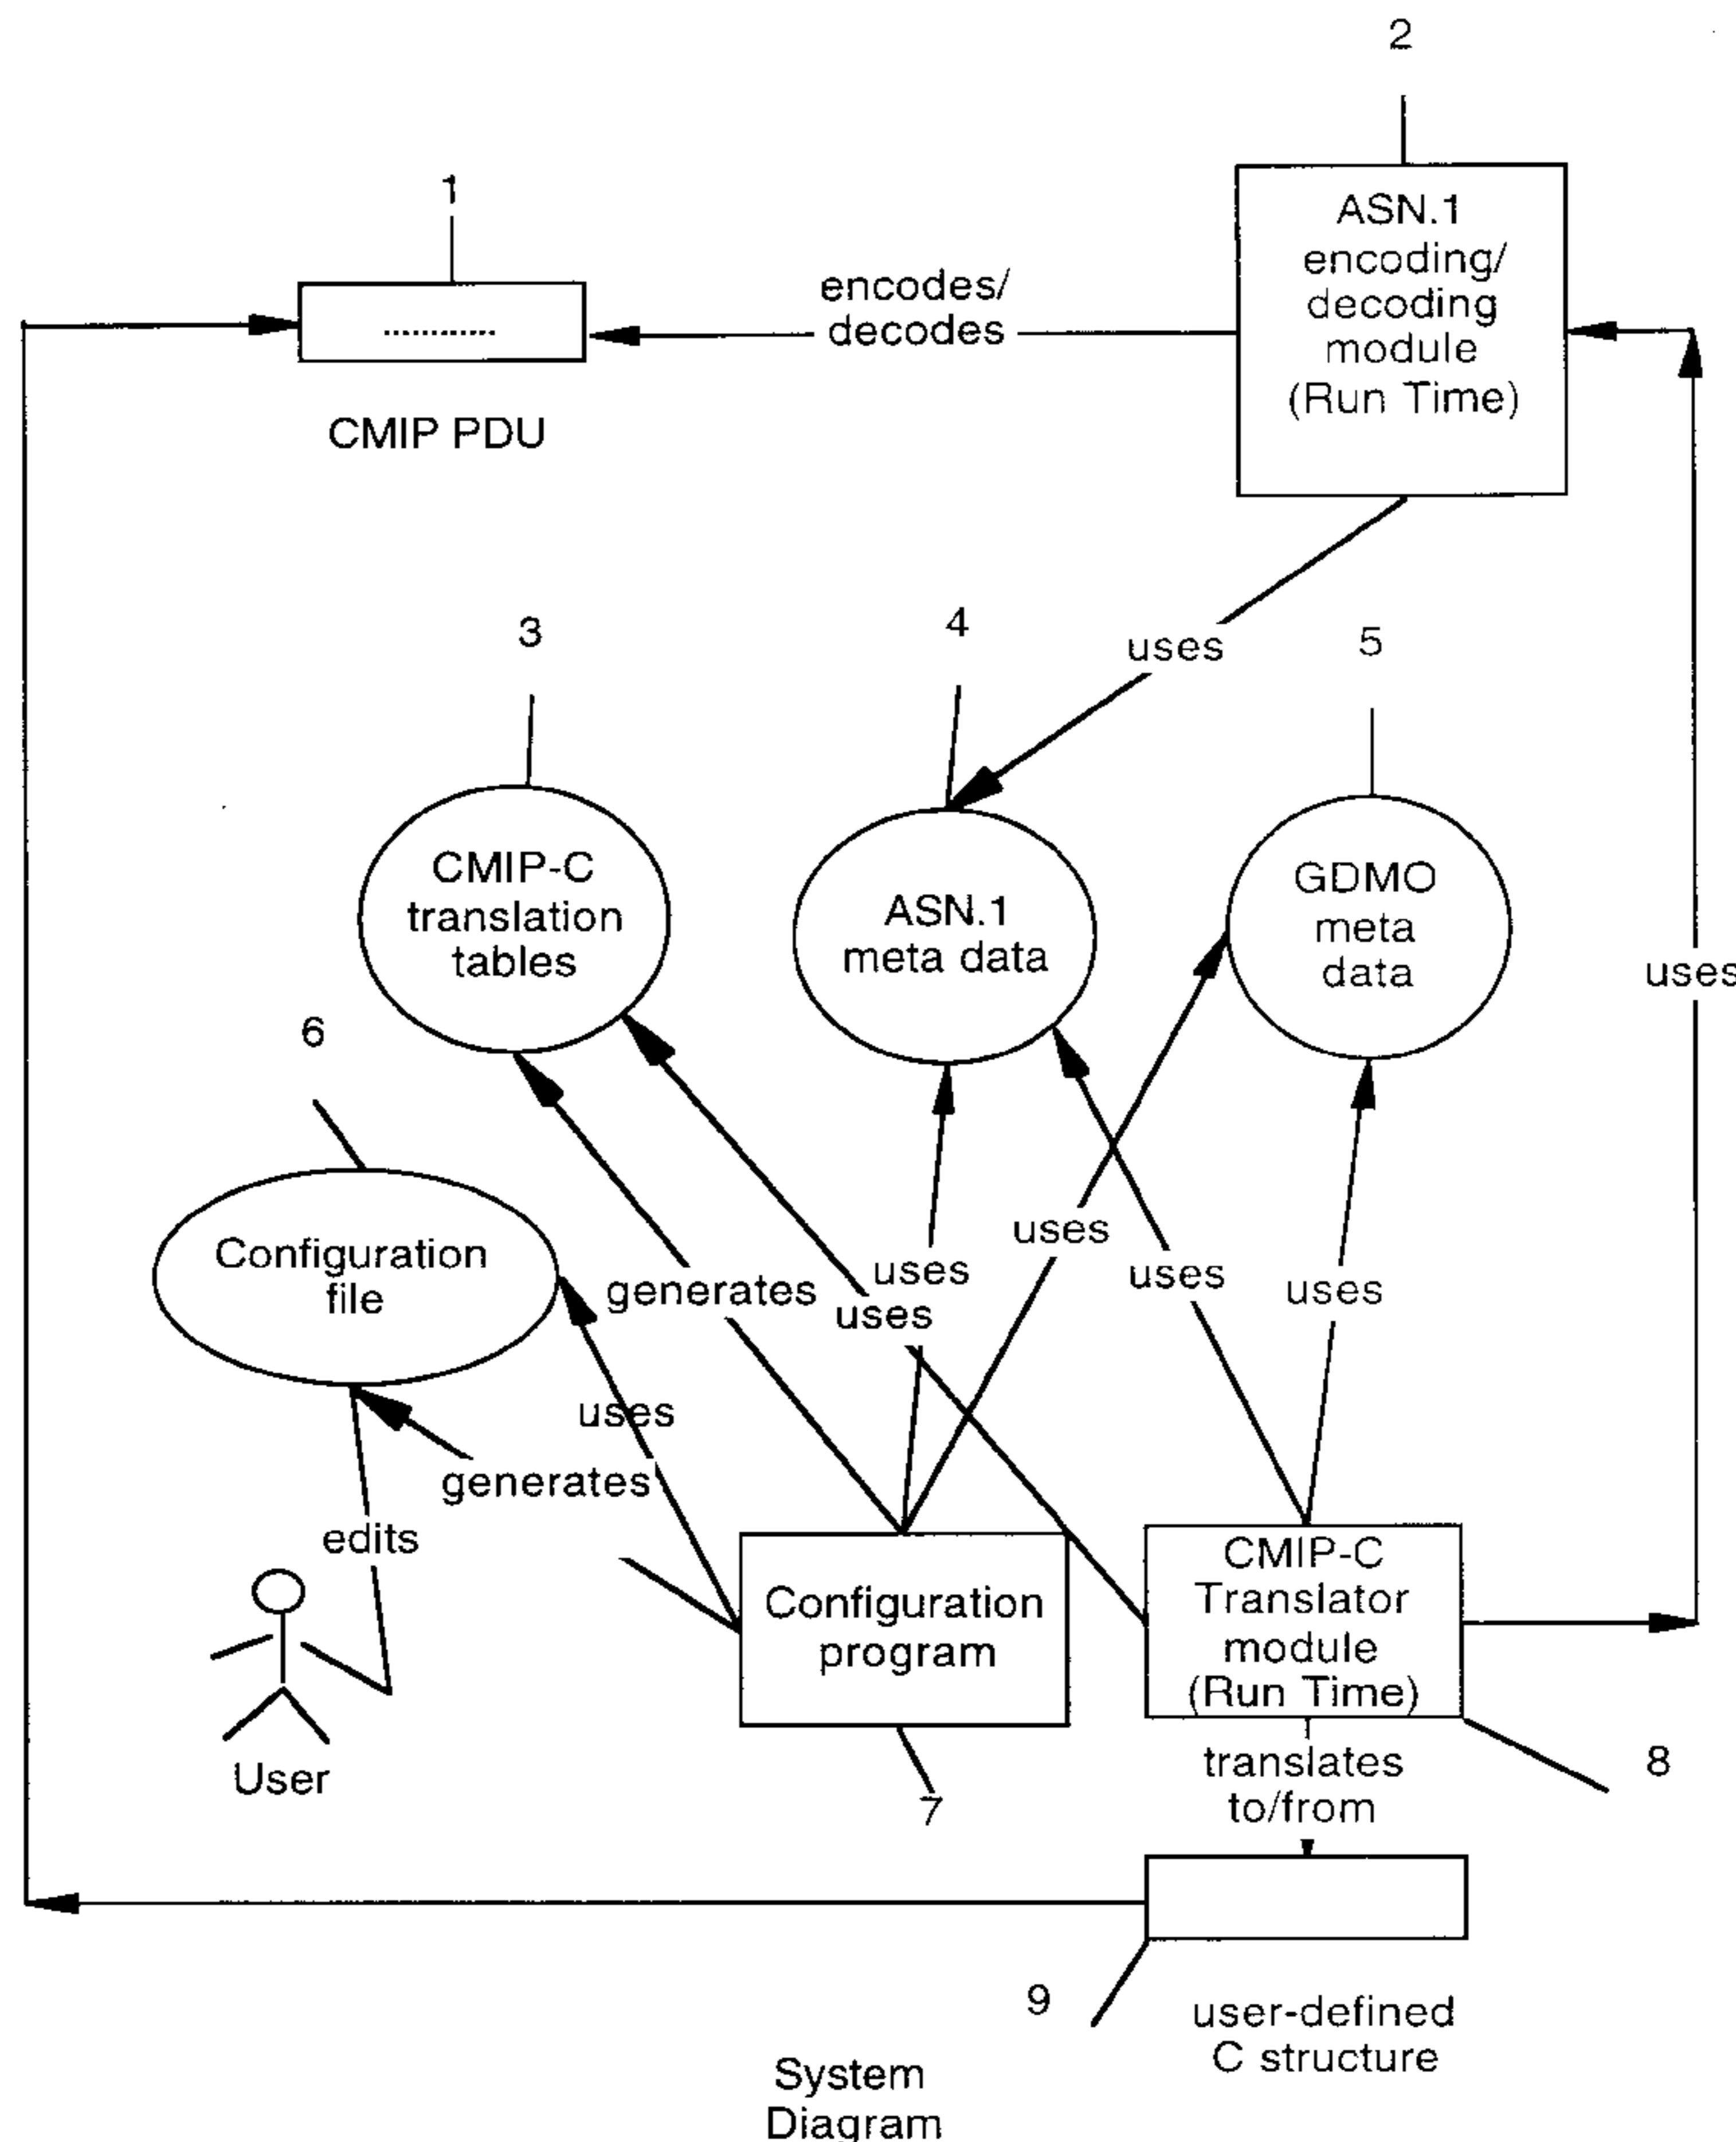 2
1
ASN.1
encoding/
decoding
module
(Run Time)
encodes/
decodes
CMIP PDU
uses
3
4
5
CMIP-C
translation
tables
ASN.1
meta data
GDMO
meta
data
uses
6
Configuration
file
uses
generates
uses
uses
uses
uses
uses
generates
edits
User
Configuration
program
CMIP-C
Translator
module
(Run Time)
7
8
translates
to/from
9
user-defined
C structure
System
Diagram